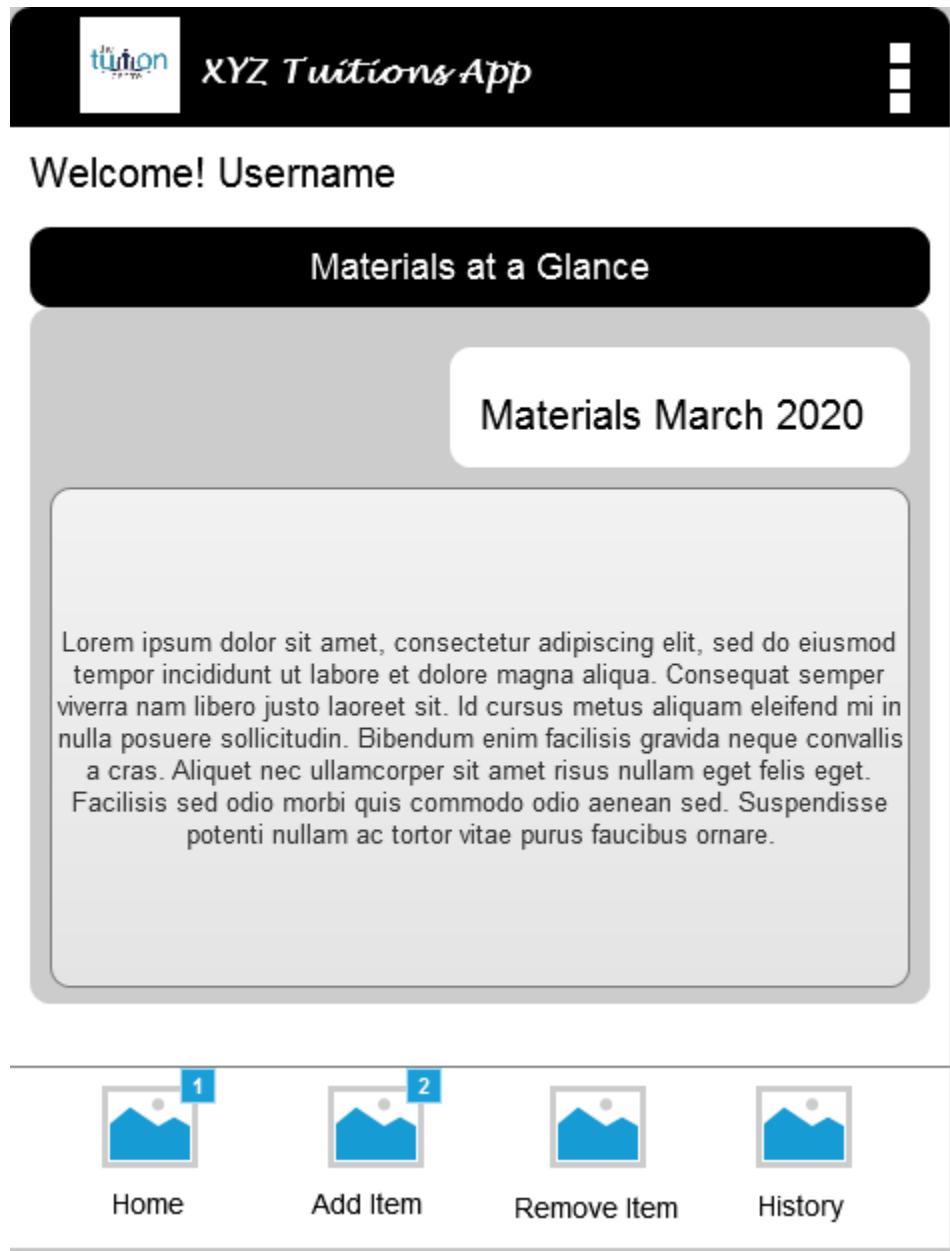 tuition
XYZ Tuitions App
Welcome! Username
Materials at a Glance
Materials March 2020
Lorem ipsum dolor sit amet, consectetur adipiscing elit, sed do eiusmod
tempor incididunt ut labore et dolore magna aliqua. Consequat semper
viverra nam libero justo laoreet sit. Id cursus metus aliquam eleifend mi in
nulla posuere sollicitudin. Bibendum enim facilisis gravida neque convallis
a cras. Aliquet nec ullamcorper sit amet risus nullam eget felis eget.
Facilisis sed odio morbi quis commodo odio aenean sed. Suspendisse
potenti nullam ac tortor vitae purus faucibus ornare.
1 2
Home Add Item Remove Item History